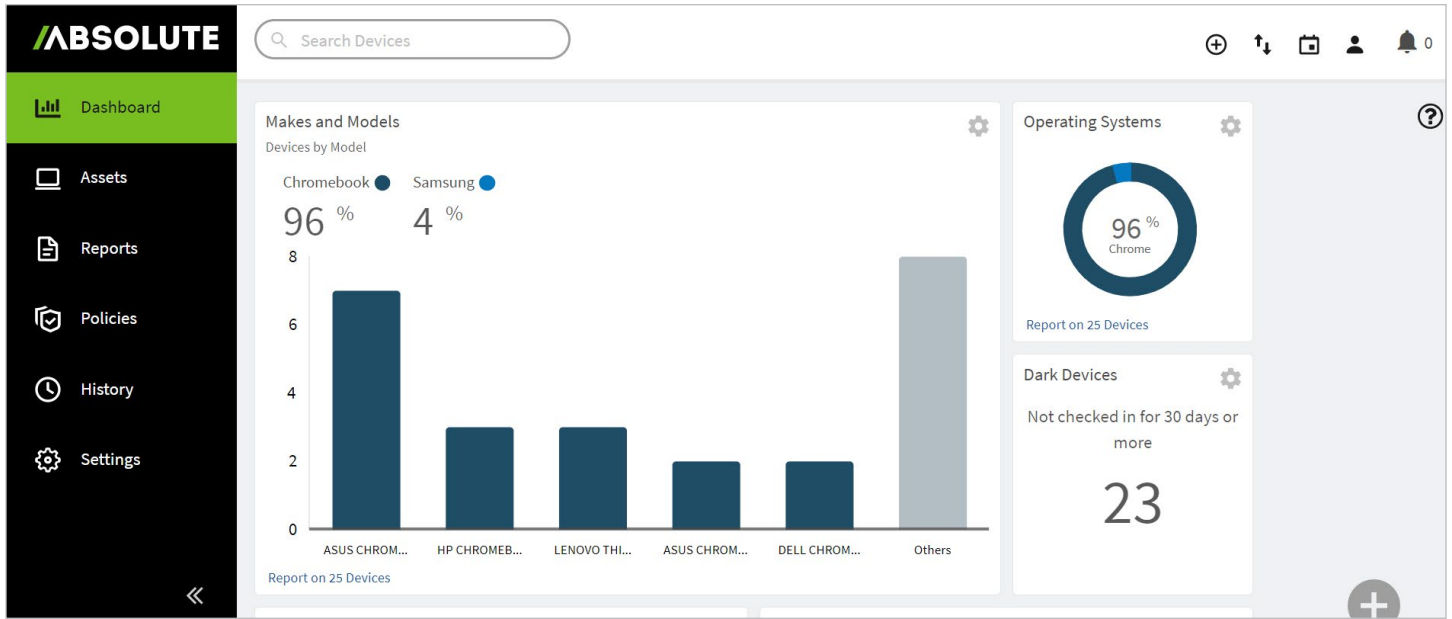 ABSOLUTE
Search Devices
0
Dashboard
Assets
Reports
Policies
History
Settings
Makes and Models
Devices by Model
Chromebook Samsung
96 % 4 %
8
6
4
2
0
ASUS CHROM... HP CHROMEB... LENOVO THI... ASUS CHROM... DELL CHROM... Others
Report on 25 Devices
Operating Systems
96 %
Chrome
Report on 25 Devices
Dark Devices
Not checked in for 30 days or
more
23